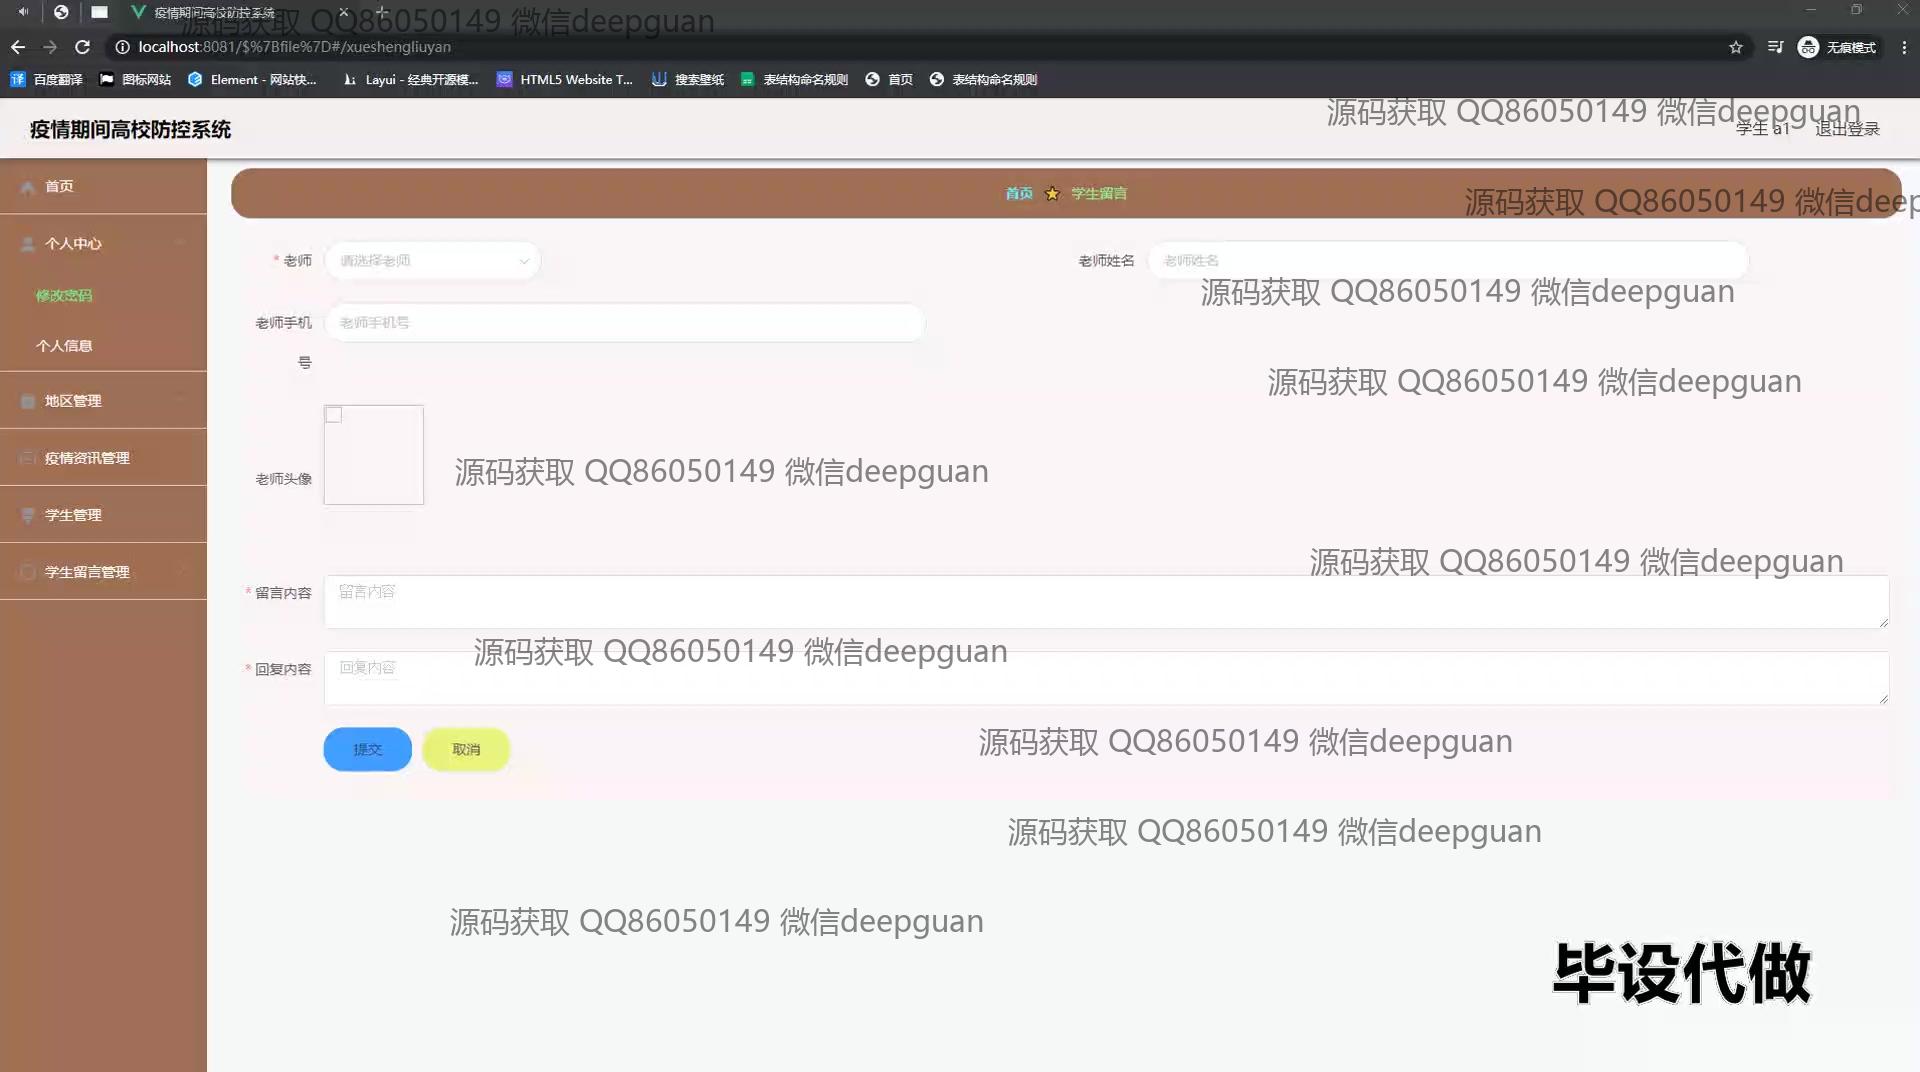 疫情期间高校防控系统
源码获取 QQ86050149 微信deepguan
localhost:8081/$%7Bfile%7D#/xueshengliuyan
无痕模式
百度翻译
图标网站
Element - 网站快...
Layui - 经典开源模...
HTML5 Website T...
搜索壁纸
表结构命名规则
首页
表结构命名规则
源码获取 QQ86050149 微信deepguan
疫情期间高校防控系统
学生 a1
退出登录
首页
首页
学生留言
源码获取 QQ86050149 微信deep
个人中心
* 老师
请选择老师
老师姓名
老师姓名
修改密码
源码获取 QQ86050149 微信deepguan
老师手机号
老师手机号
个人信息
源码获取 QQ86050149 微信deepguan
地区管理
疫情资讯管理
老师头像
源码获取 QQ86050149 微信deepguan
学生管理
源码获取 QQ86050149 微信deepguan
学生留言管理
* 留言内容
留言内容
源码获取 QQ86050149 微信deepguan
* 回复内容
回复内容
提交
取消
源码获取 QQ86050149 微信deepguan
源码获取 QQ86050149 微信deepguan
源码获取 QQ86050149 微信deepguan
毕设代做